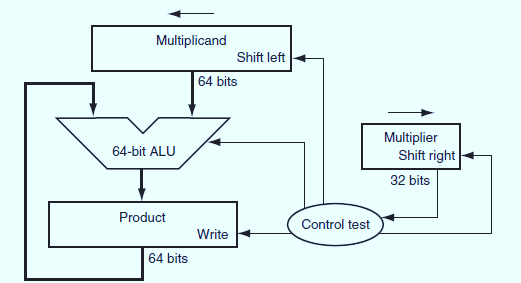 Multiplicand
Shift left
64 bits
64-bit ALU
Multiplier
Shift right
32 bits
Product
Write
Control test
64 bits